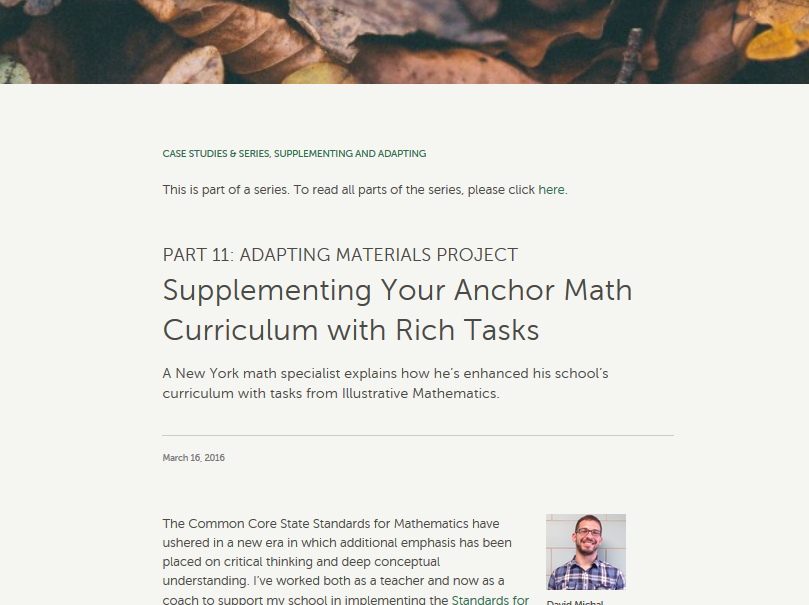 CASE STUDIES & SERIES, SUPPLEMENTING AND ADAPTING
This is part of a series. To read all parts of the series, please click here.
PART 11: ADAPTING MATERIALS PROJECT
Supplementing Your Anchor Math
Curriculum with Rich Tasks
A New York math specialist explains how he's enhanced his school's
curriculum with tasks from Illustrative Mathematics.
March 16, 2016
The Common Core State Standards for Mathematics have
ushered in a new era in which additional emphasis has been
placed on critical thinking and deep conceptual
understanding. I've worked both as a teacher and now as a
coach to support my school in implementing the Standards for
David Michal